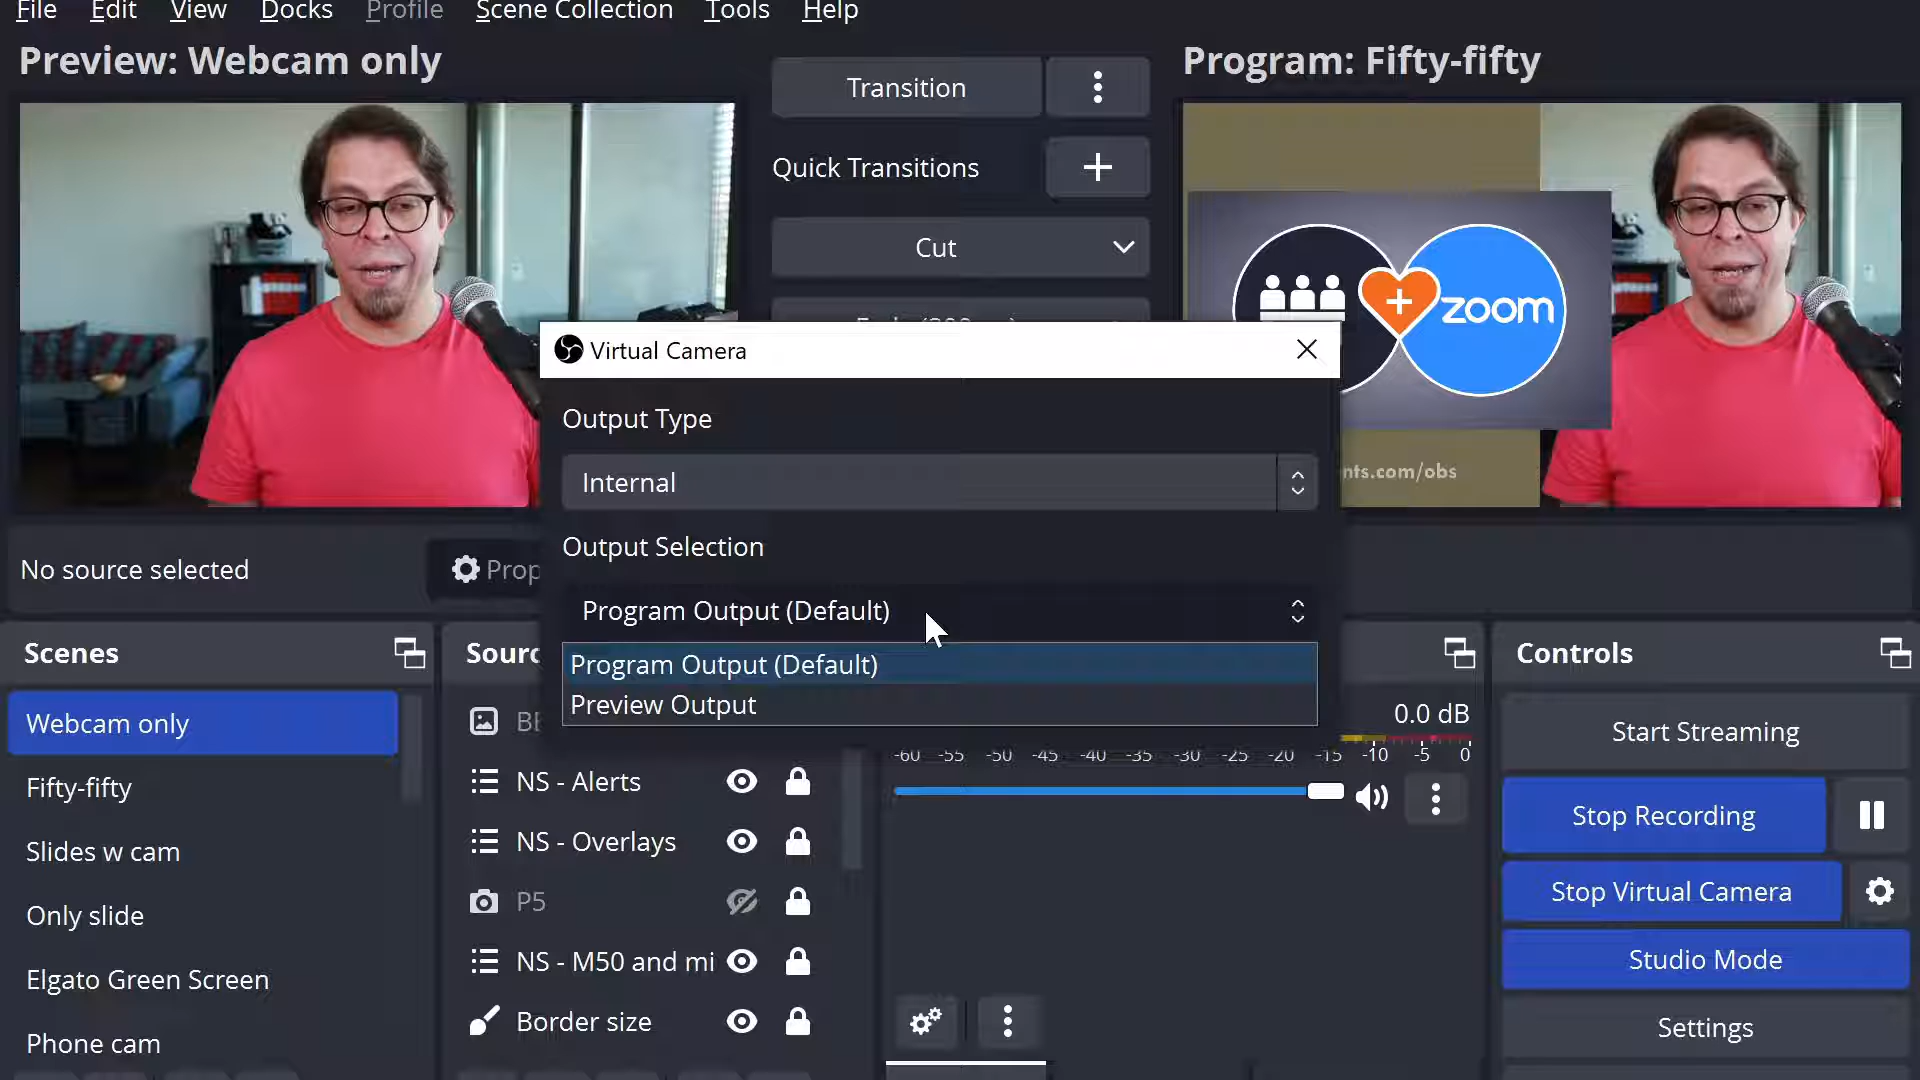 File Edit View Docks Profile Scene Collection Tools Help
Preview: Webcam only
Transition
Program: Fifty-fifty
Quick Transitions
Cut
zoom
Virtual Camera
Output Type
Internal
nts.com/obs
Output Selection
No source selected
Prop
Program Output (Default)
Program Output (Default)
Preview Output
Scenes
Sourc
Controls
Webcam only
Fifty-fifty
Slides w cam
Only slide
Elgato Green Screen
Phone cam
NS - Alerts
NS - Overlays
P5
NS - M50 and mi
Border size
0.0 dB
-60 -55 -50 -45 -40 -35 -30 -25 -20 -15 -10 -5 0
Start Streaming
Stop Recording
Stop Virtual Camera
Studio Mode
Settings